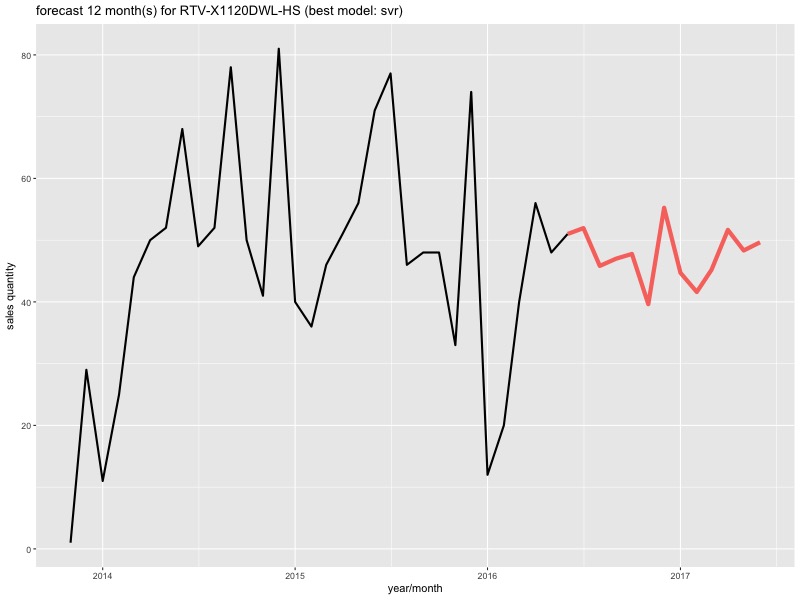 forecast 12 month(s) for RTV-X1120DWL-HS (best model: svr)
80
60
40
20
0
sales quantity
2014 2015 2016 2017
year/month